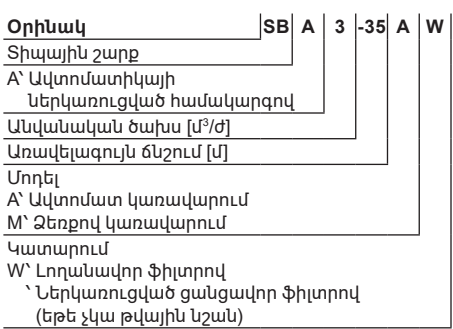 Օրինակ SB A 3 -35 A W
Տիպային շարք
A՝ Ավտոմատիկայի
ներկառուցված համակարգով
Անվանական ծախս [մ³/ժ]
Առավելագույն ճնշում [մ]
Մոդել
A՝ Ավտոմատ կառավարում
M՝ Ձեռքով կառավարում
Կատարում
W՝ Լողանավոր ֆիլտրով
՝ Ներկառուցված ցանցավոր ֆիլտրով
(եթե չկա թվային նշան)